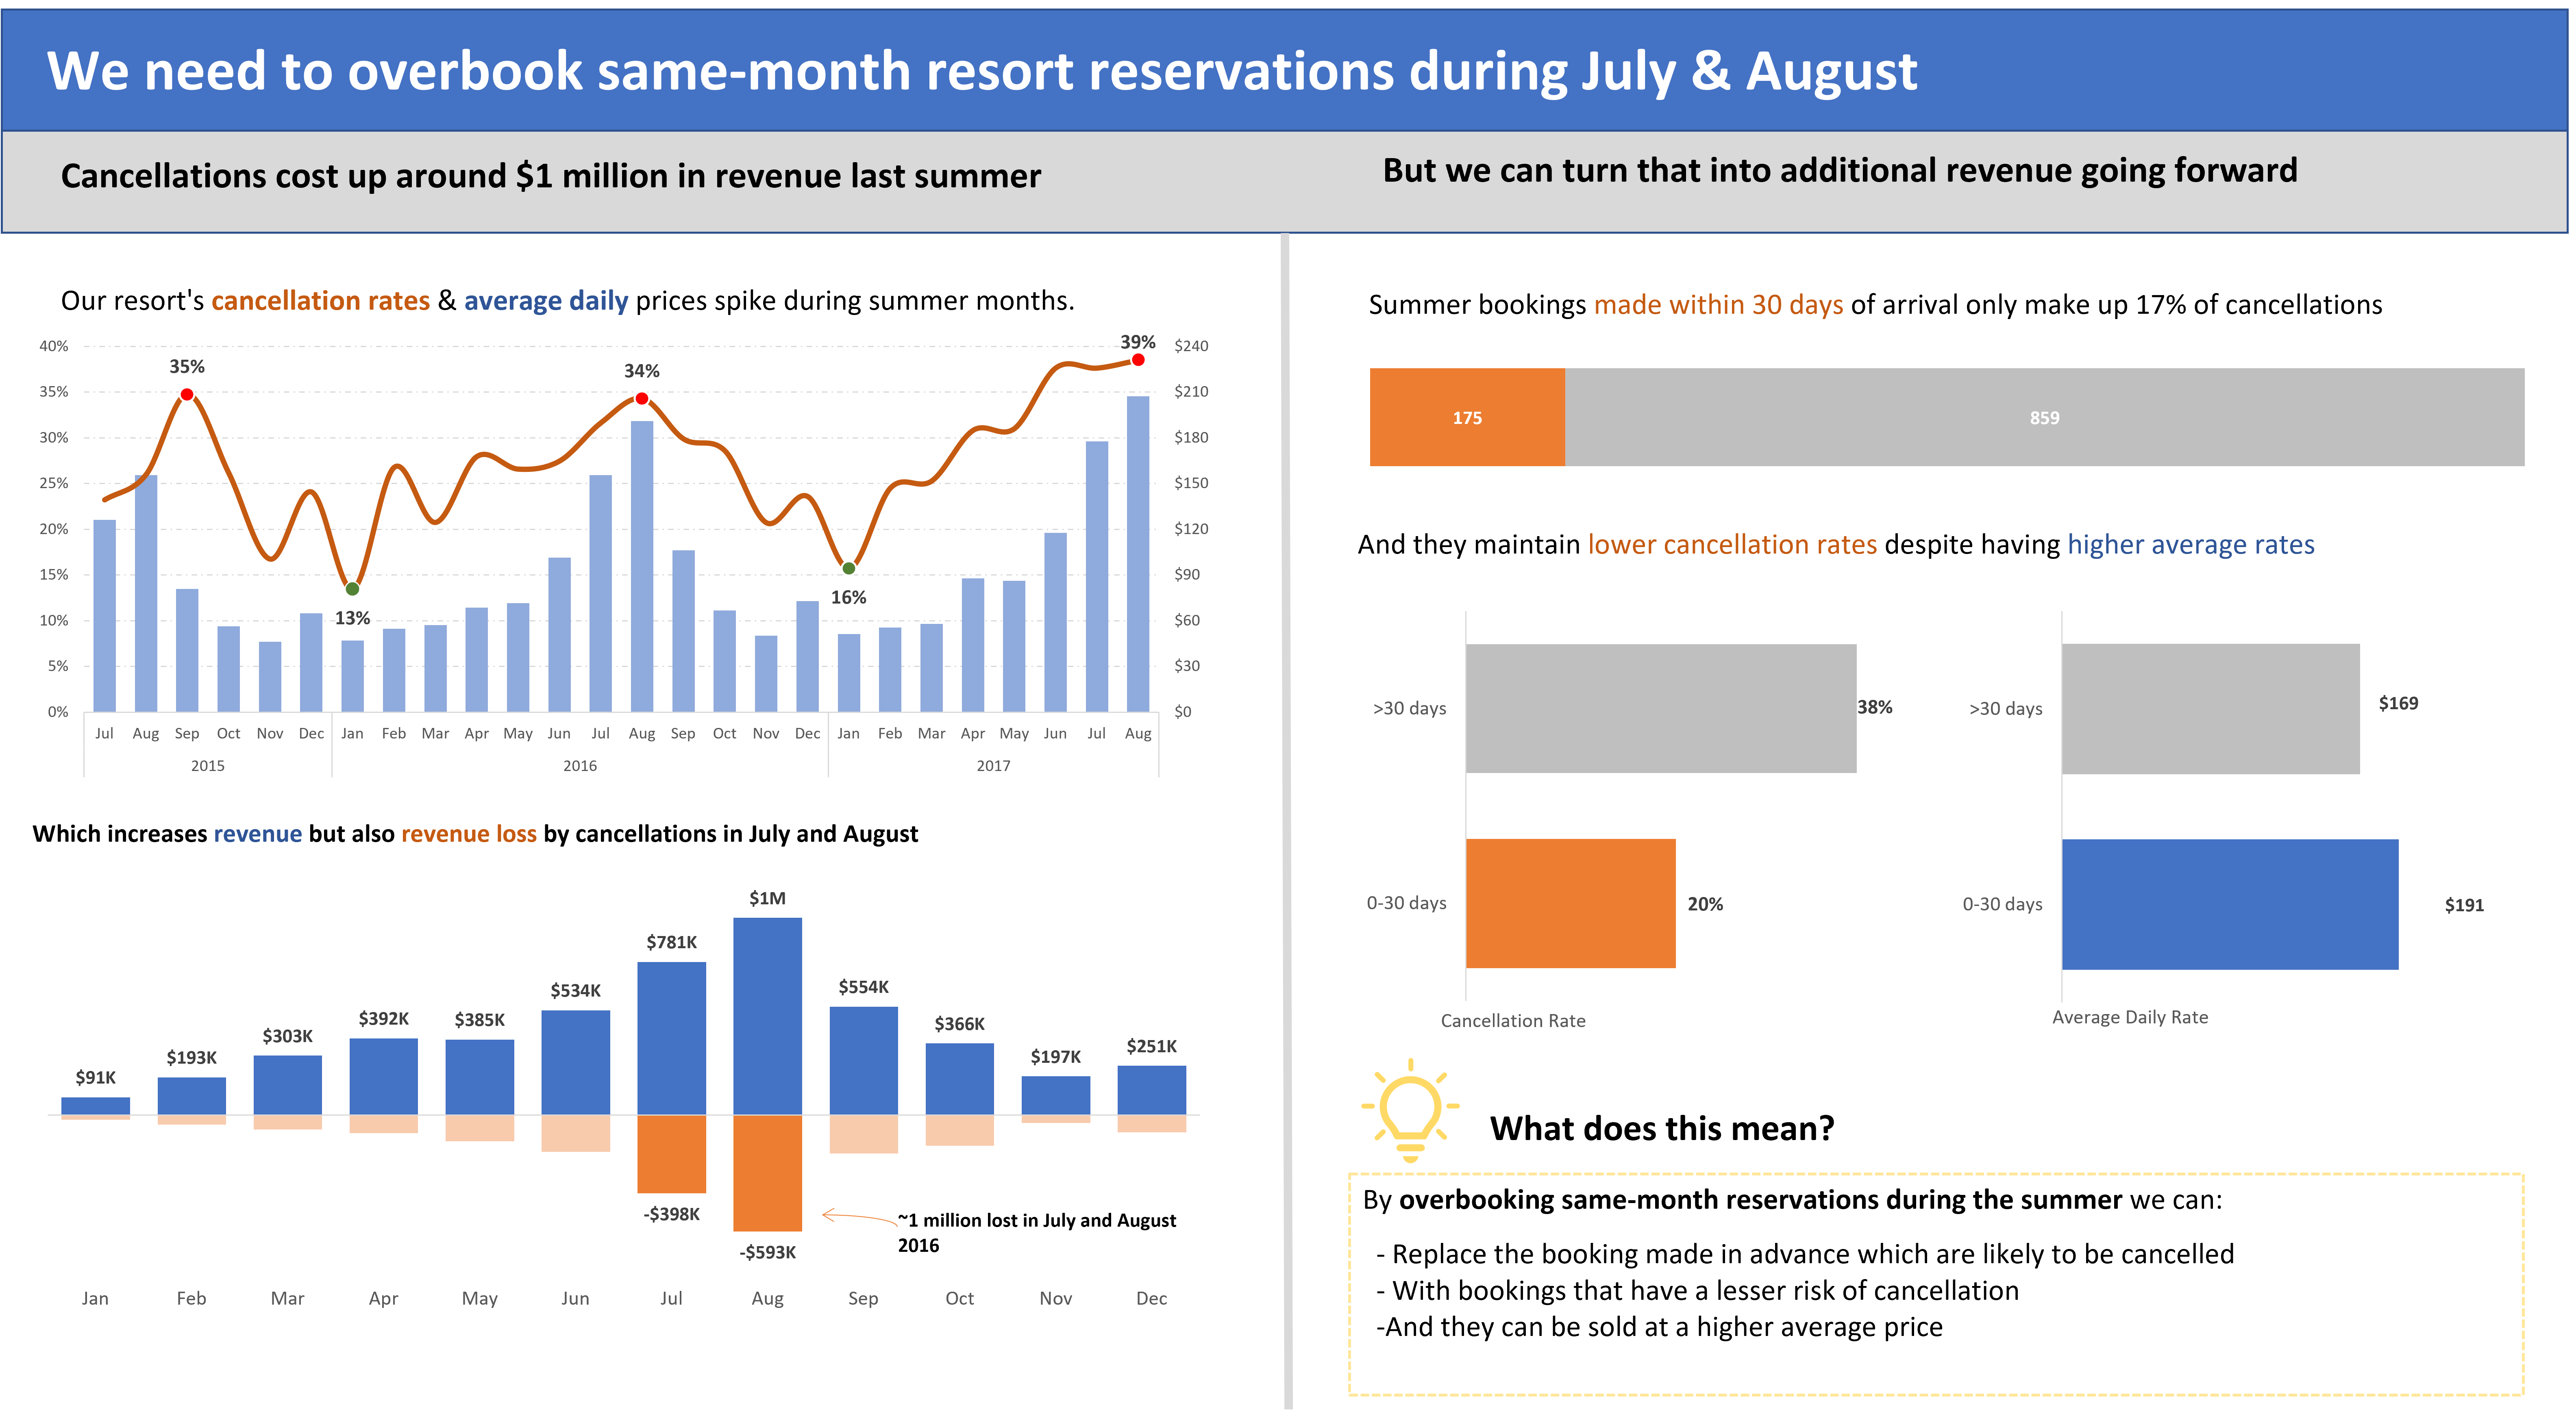 We need to overbook same-month resort reservations during July & August
Cancellations cost up around $1 million in revenue last summer
But we can turn that into additional revenue going forward
Our resort's cancellation rates & average daily prices spike during summer months.
40%
35%
30%
25%
20%
15%
10%
5%
0%
35%
13%
34%
16%
39%
$240
$210
$180
$150
$120
$90
$60
$30
$0
Jul Aug Sep Oct Nov Dec Jan Feb Mar Apr May Jun Jul Aug Sep Oct Nov Dec Jan Feb Mar Apr May Jun Jul Aug
2015 2016 2017
Which increases revenue but also revenue loss by cancellations in July and August
$91K
$193K
$303K
$392K
$385K
$534K
$781K
$1M
$554K
$366K
$197K
$251K
-$398K
-$593K
~1 million lost in July and August
2016
Jan Feb Mar Apr May Jun Jul Aug Sep Oct Nov Dec
Summer bookings made within 30 days of arrival only make up 17% of cancellations
175 859
And they maintain lower cancellation rates despite having higher average rates
>30 days 38%
0-30 days 20%
Cancellation Rate
>30 days $169
0-30 days $191
Average Daily Rate
What does this mean?
By overbooking same-month reservations during the summer we can:
- Replace the booking made in advance which are likely to be cancelled
- With bookings that have a lesser risk of cancellation
-And they can be sold at a higher average price